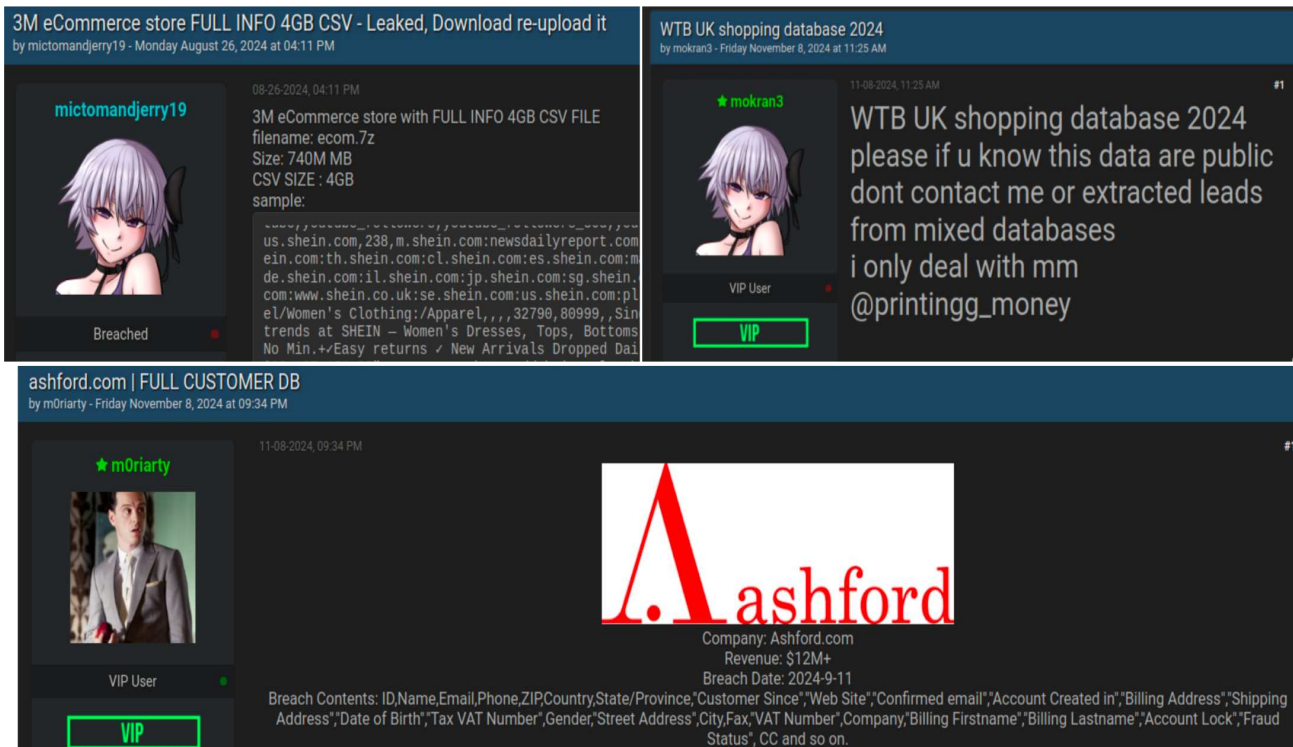 3M eCommerce store FULL INFO 4GB CSV - Leaked, Download re-upload it
by mictomandjerry19 - Monday August 26, 2024 at 04:11 PM
mictomandjerry19
Breached
08-26-2024, 04:11 PM
3M eCommerce store with FULL INFO 4GB CSV FILE
filename: ecom.7z
Size: 740M MB
CSV SIZE : 4GB
sample:
us.shein.com,238,m.shein.com:newsdailyreport.com
ein.com:th.shein.com:cl.shein.com:es.shein.com:m
de.shein.com:il.shein.com:jp.shein.com:sg.shein.
com:www.shein.co.uk:se.shein.com:us.shein.com:pl
el/Women's Clothing:/Apparel,,,,32790,80999,,Sin
trends at SHEIN – Women's Dresses, Tops, Bottoms
No Min.+✓Easy returns ✓ New Arrivals Dropped Dai
WTB UK shopping database 2024
by mokran3 - Friday November 8, 2024 at 11:25 AM
★ mokran3
VIP User
VIP
11-08-2024, 11:25 AM
#1
WTB UK shopping database 2024
please if u know this data are public
dont contact me or extracted leads
from mixed databases
i only deal with mm
@printingg_money
ashford.com | FULL CUSTOMER DB
by m0riarty - Friday November 8, 2024 at 09:34 PM
★ m0riarty
VIP User
VIP
11-08-2024, 09:34 PM
#1
Aashford
Company: Ashford.com
Revenue: $12M+
Breach Date: 2024-9-11
Breach Contents: ID,Name,Email,Phone,ZIP,Country,State/Province,"Customer Since","Web Site","Confirmed email","Account Created in","Billing Address","Shipping
Address","Date of Birth","Tax VAT Number",Gender,"Street Address",City,Fax,"VAT Number",Company,"Billing Firstname","Billing Lastname","Account Lock","Fraud
Status", CC and so on.